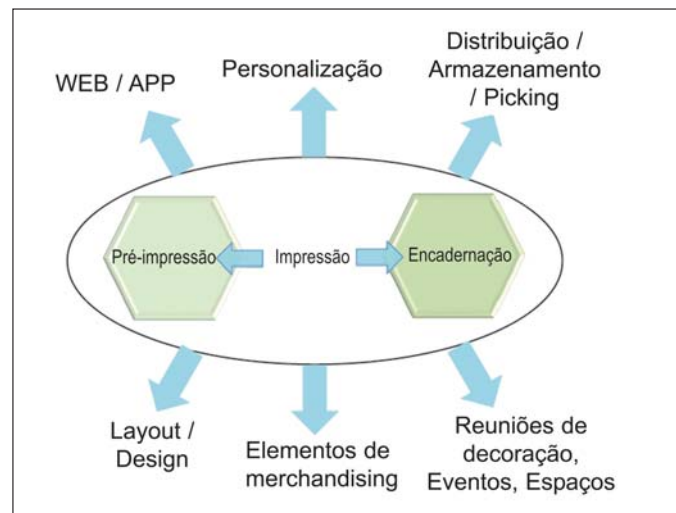 WEB / APP
Personalização
Distribuição /
Armazenamento
/ Picking
Pré-impressão
Impressão
Encadernação
Layout /
Design
Elementos de
merchandising
Reuniões de
decoração,
Eventos, Espaços